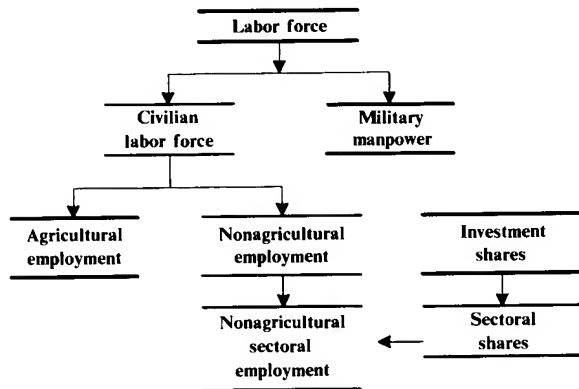 Labor force
Civilian
labor force
Military
manpower
Agricultural
employment
Nonagricultural
employment
Investment
shares
Nonagricultural
sectoral
employment
Sectoral
shares